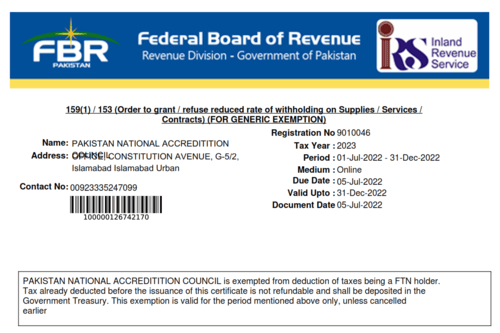 FBR
PAKISTAN
Federal Board of Revenue
Revenue Division - Government of Pakistan
IRS
Inland
Revenue
Service
159(1) / 153 (Order to grant / refuse reduced rate of withholding on Supplies / Services /
Contracts) (FOR GENERIC EXEMPTION)
Name: PAKISTAN NATIONAL ACCREDITITION
COUNCIL
Address: OFFICE, CONSTITUTION AVENUE, G-5/2,
Islamabad Islamabad Urban
Contact No: 00923335247099
100000126742170
Registration No 9010046
Tax Year : 2023
Period : 01-Jul-2022 - 31-Dec-2022
Medium : Online
Due Date : 05-Jul-2022
Valid Upto : 31-Dec-2022
Document Date 05-Jul-2022
PAKISTAN NATIONAL ACCREDITITION COUNCIL is exempted from deduction of taxes being a FTN holder.
Tax already deducted before the issuance of this certificate is not refundable and shall be deposited in the
Government Treasury. This exemption is valid for the period mentioned above only, unless cancelled
earlier